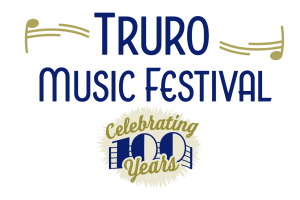 TRURO
MUSIC FESTIVAL
Celebrating
100
Years